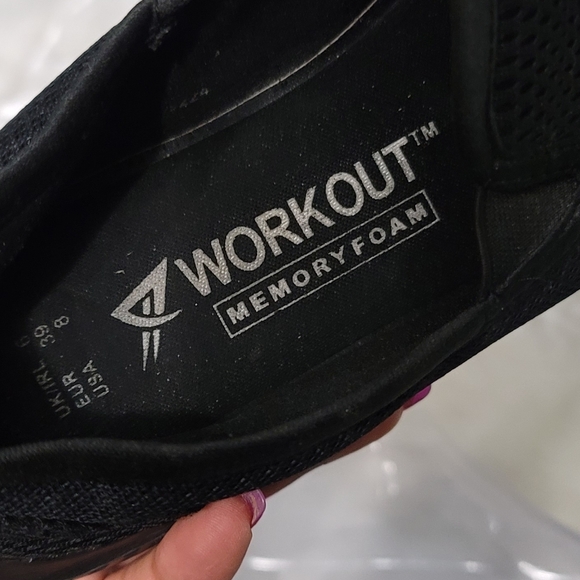 WORKOUT™
MEMORYFOAM
UK/IRL 6
EUR 39
USA 8